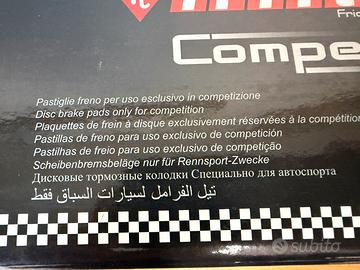 Compe
Pastiglie freno per uso esclusivo in competizione
Disc brake pads only for competition
Plaquettes de frein à disque exclusivement réservées à la compétition
Pastillas de freno para uso exclusivo de competición
Pastilhas de freio para uso exclusivo de competição
Scheibenbremsbeläge nur für Rennsport-Zwecke
Дисковые тормозные колодки Специально для автоспорта
تيل الفرامل لسيارات السباق فقط
subito